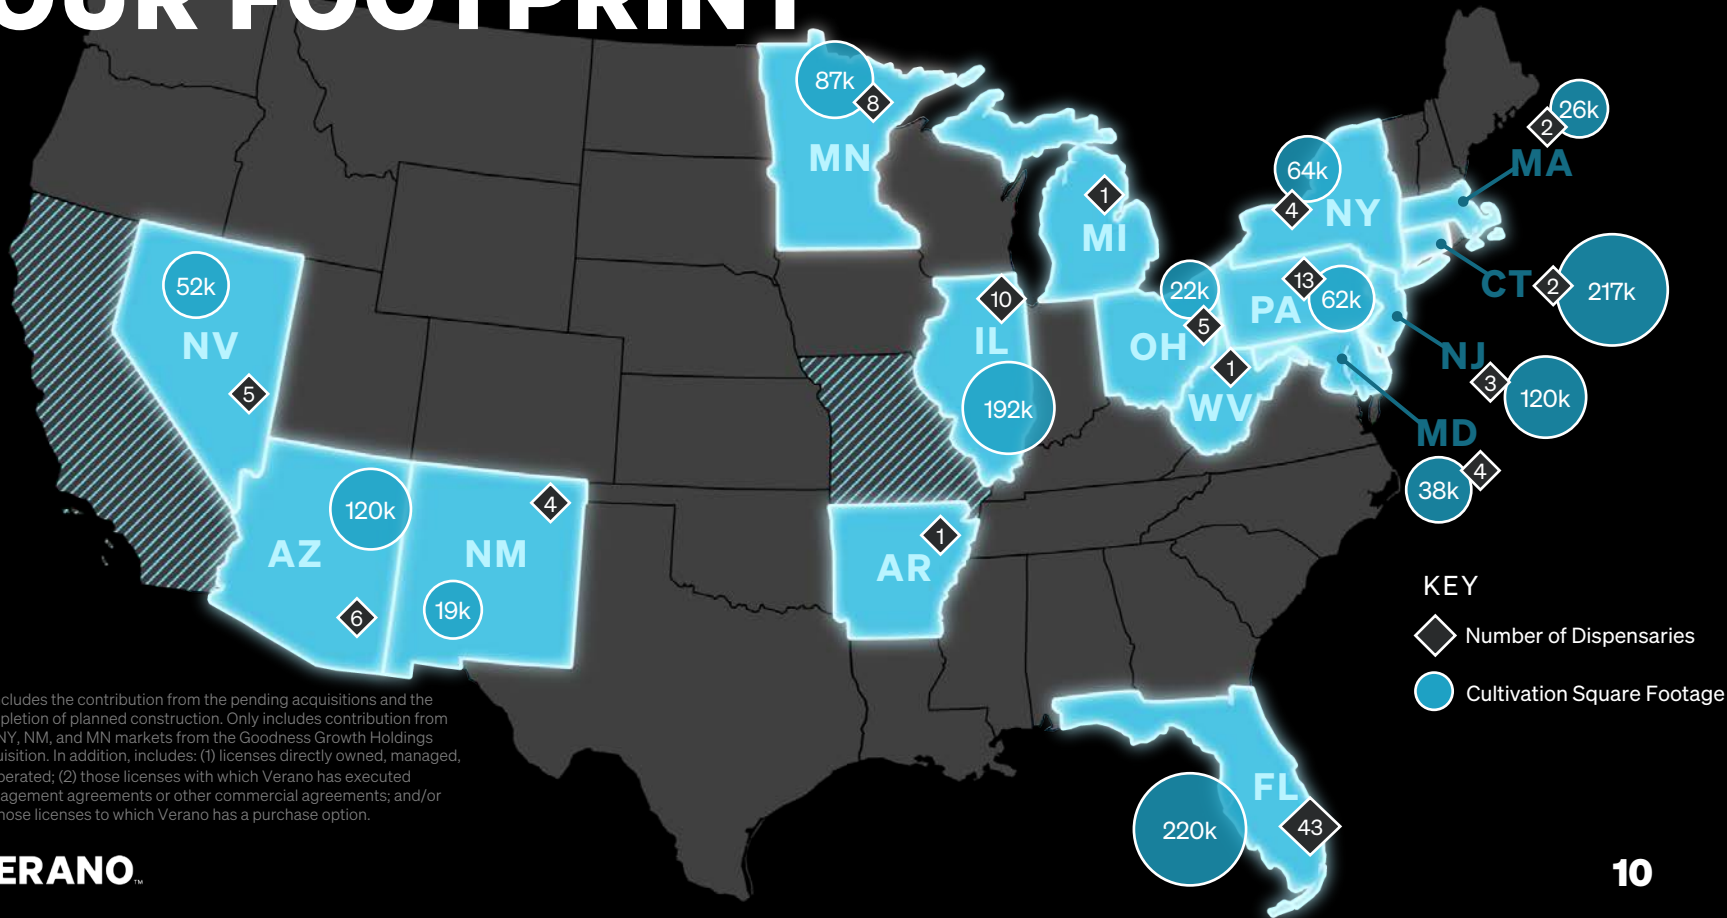 OUR FOOTPRINT
87k
8
MN
26k
2
MA
64k
4
NY
1
MI
CT
2
217k
52k
NV
5
10
IL
192k
22k
5
OH
13
PA
62k
1
WV
NJ
3
120k
MD
4
38k
120k
AZ
6
4
NM
19k
1
AR
220k
FL
43
KEY
Number of Dispensaries
Cultivation Square Footage
cludes the contribution from the pending acquisitions and the
pletion of planned construction. Only includes contribution from
NY, NM, and MN markets from the Goodness Growth Holdings
uisition. In addition, includes: (1) licenses directly owned, managed,
perated; (2) those licenses with which Verano has executed
agement agreements or other commercial agreements; and/or
hose licenses to which Verano has a purchase option.
ERANO™
10